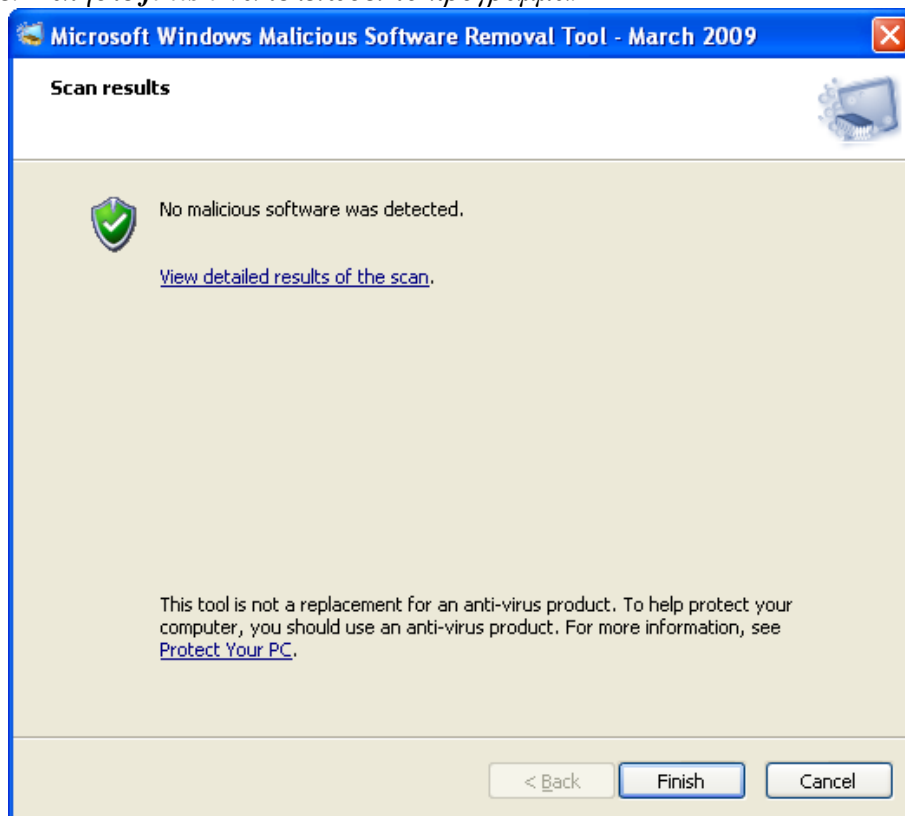 πρόγραμμα.
Microsoft Windows Malicious Software Removal Tool - March 2009
Scan results
No malicious software was detected.
View detailed results of the scan.
This tool is not a replacement for an anti-virus product. To help protect your
computer, you should use an anti-virus product. For more information, see
Protect Your PC.
< Back
Finish
Cancel